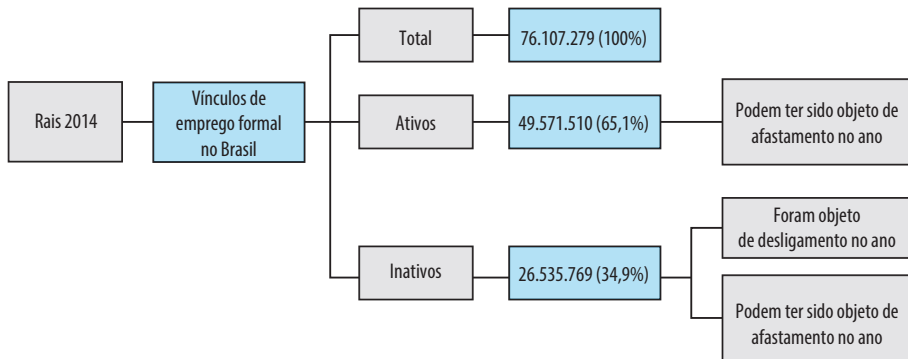 Rais 2014
Vínculos de
emprego formal
no Brasil
Total
76.107.279 (100%)
Ativos
49.571.510 (65,1%)
Podem ter sido objeto de
afastamento no ano
Inativos
26.535.769 (34,9%)
Foram objeto
de desligamento no ano
Podem ter sido objeto de
afastamento no ano